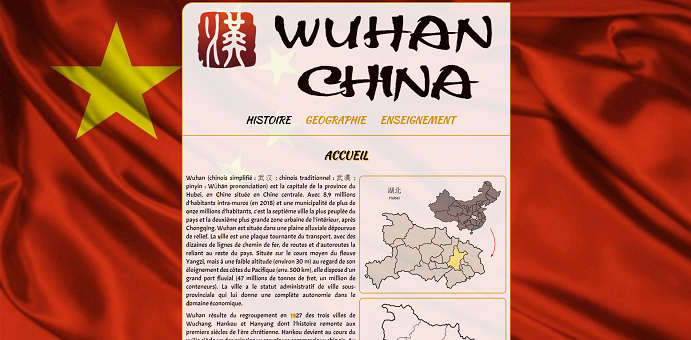 漢
WUHAN
CHINA
HISTOIRE GEOGRAPHIE ENSEIGNEMENT
ACCUEIL
Wuhan (chinois simplifié : 武汉 ; chinois traditionnel : 武漢 ;
pinyin : Wǔhàn prononciation) est la capitale de la province du
Hubei, en Chine située en Chine centrale. Avec 8,9 millions
d'habitants intra-muros (en 2018) et une municipalité de plus de
onze millions d'habitants, c'est la septième ville la plus peuplée du
pays et la deuxième plus grande zone urbaine de l'intérieur, après
Chongqing. Wuhan est située dans une plaine alluviale dépourvue
de relief. La ville est une plaque tournante du transport, avec des
dizaines de lignes de chemin de fer, de routes et d'autoroutes la
reliant au reste du pays. Située sur le cours moyen du fleuve
Yangzi, mais à une faible altitude (environ 30 m) au regard de son
éloignement des côtes du Pacifique (env. 500 km), elle dispose d'un
grand port fluvial (47 millions de tonnes de fret, un million de
conteneurs). La ville a le statut administratif de ville sous-
provinciale qui lui donne une complète autonomie dans le
domaine économique.
Wuhan résulte du regroupement en 1927 des trois villes de
Wuchang, Hankou et Hanyang dont l'histoire remonte aux
premiers siècles de l'ère chrétienne. Hankou devient au cours du
湖北
Hubei